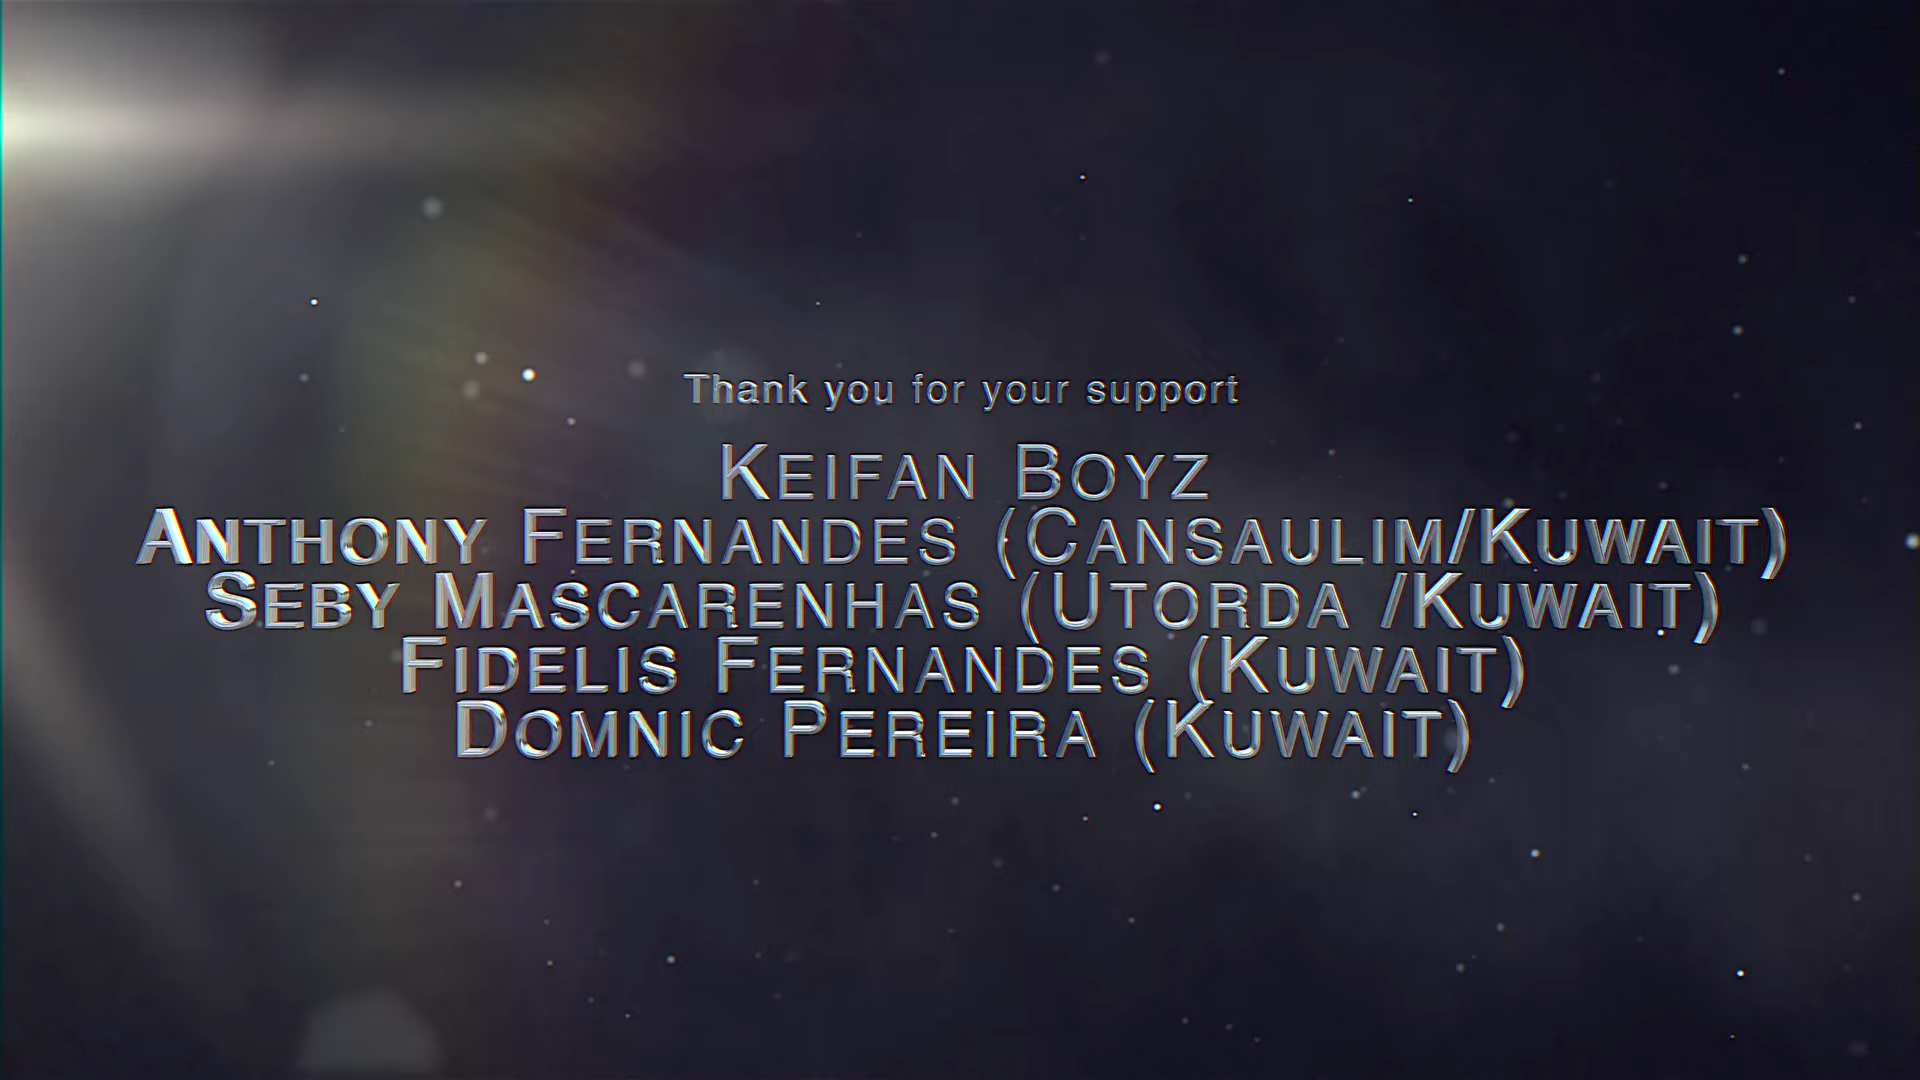 Thank you for your support
KEIFAN BOYZ
ANTHONY FERNANDES (CANSAULIM/KUWAIT)
SEBY MASCARENHAS (UTORDA /KUWAIT)
FIDELIS FERNANDES (KUWAIT)
DOMNIC PEREIRA (KUWAIT)